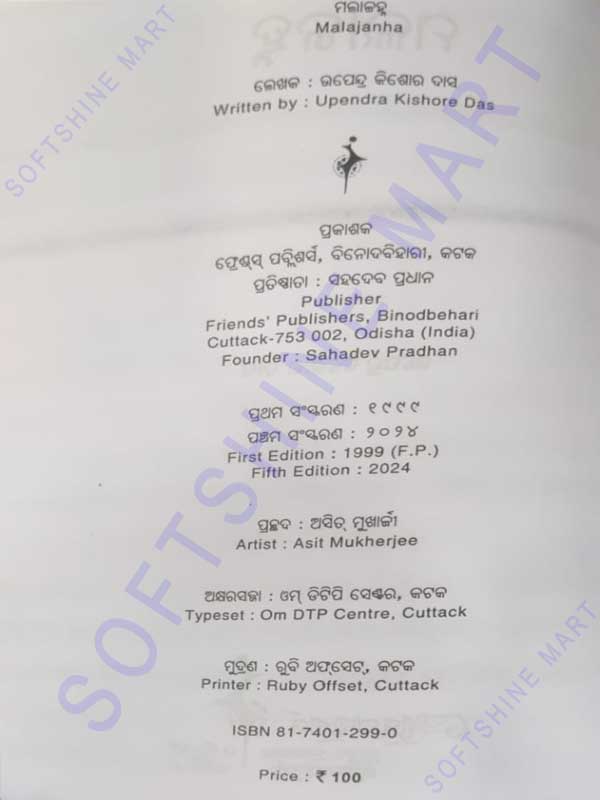 ମଲାଜହ୍ନ
Malajanha
ଲେଖକ : ଉପେନ୍ଦ୍ର କିଶୋର ଦାସ
Written by : Upendra Kishore Das
ପ୍ରକାଶକ
ଫ୍ରେଣ୍ଡସ୍ ପବ୍ଲିଶର୍ସ, ବିନୋଦବିହାରୀ, କଟକ
ପ୍ରତିଷ୍ଠାତା : ସହଦେବ ପ୍ରଧାନ
Publisher
Friends' Publishers, Binodbehari
Cuttack-753 002, Odisha (India)
Founder : Sahadev Pradhan
ପ୍ରଥମ ସଂସ୍କରଣ : ୧୯୯୯
ପଞ୍ଚମ ସଂସ୍କରଣ : ୨୦୨୪
First Edition : 1999 (F.P.)
Fifth Edition : 2024
ପ୍ରଚ୍ଛଦ : ଅସିତ୍ ମୁଖାର୍ଜୀ
Artist : Asit Mukherjee
ଅକ୍ଷରସଜ୍ଜା : ଓମ୍ ଡିଟିପି ସେଣ୍ଟର, କଟକ
Typeset : Om DTP Centre, Cuttack
ମୁଦ୍ରଣ : ରୁବି ଅଫ୍‌ସେଟ୍, କଟକ
Printer : Ruby Offset, Cuttack
ISBN 81-7401-299-0
Price : ₹ 100
SOFTSHINE MART
SOFTSHINE MART
SOFTSHINE MART